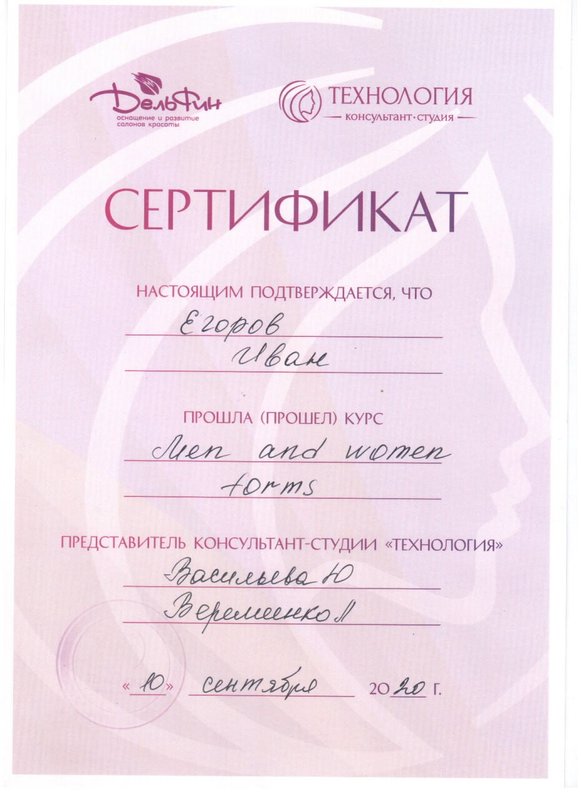 Дельфин
оснащение и развитие
салонов красоты
ТЕХНОЛОГИЯ
консультант·студия
СЕРТИФИКАТ
НАСТОЯЩИМ ПОДТВЕРЖДАЕТСЯ, ЧТО
Егоров
Иван
ПРОШЛА (ПРОШЕЛ) КУРС
Men and women
forms
ПРЕДСТАВИТЕЛЬ КОНСУЛЬТАНТ-СТУДИИ «ТЕХНОЛОГИЯ»
Васильева Ю
Веремиенко Л
«10» сентября 2020 Г.